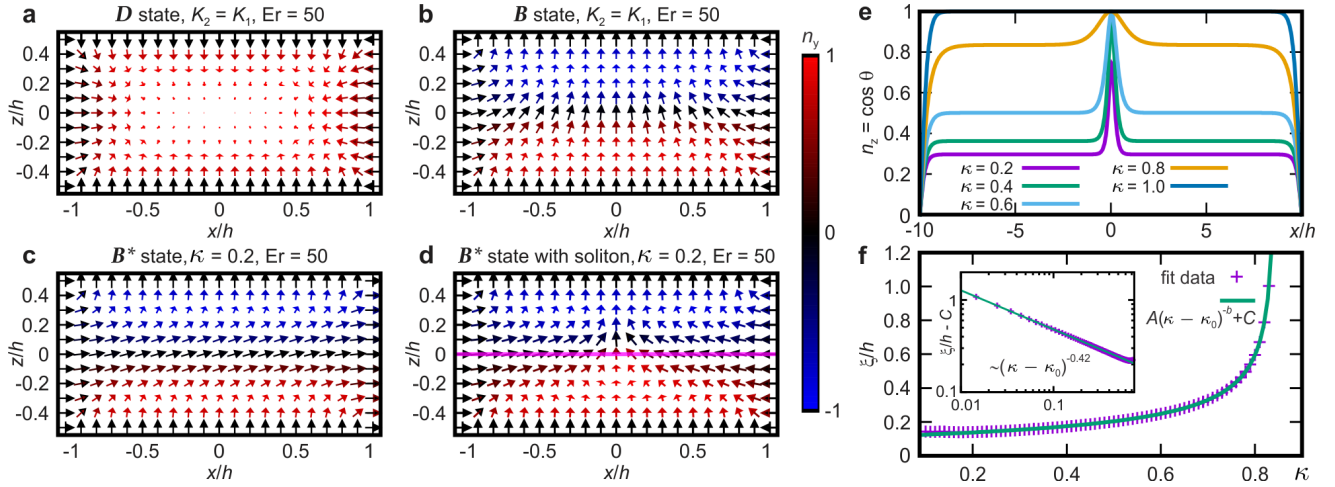 a D state, K₂ = K₁, Er = 50
0.4
0.2
0
-0.2
-0.4
z/h
-1 -0.5 0 0.5 1
x/h
b B state, K₂ = K₁, Er = 50
0.4
0.2
0
-0.2
-0.4
z/h
-1 -0.5 0 0.5 1
x/h
n_y
1
0
-1
c B* state, κ = 0.2, Er = 50
0.4
0.2
0
-0.2
-0.4
z/h
-1 -0.5 0 0.5 1
x/h
d B* state with soliton, κ = 0.2, Er = 50
0.4
0.2
0
-0.2
-0.4
z/h
-1 -0.5 0 0.5 1
x/h
e
1
0.8
0.6
0.4
0.2
0
n_z = cos θ
κ = 0.2
κ = 0.4
κ = 0.6
κ = 0.8
κ = 1.0
-10 -5 0 5 x/h
f
1.2
1.0
0.8
0.6
0.4
0.2
0
ξ/h
fit data
A(κ − κ₀)^-b+C
1
0.1
ξ/h - C
~(κ − κ₀)^-0.42
0.01 0.1
0.2 0.4 0.6 0.8 κ